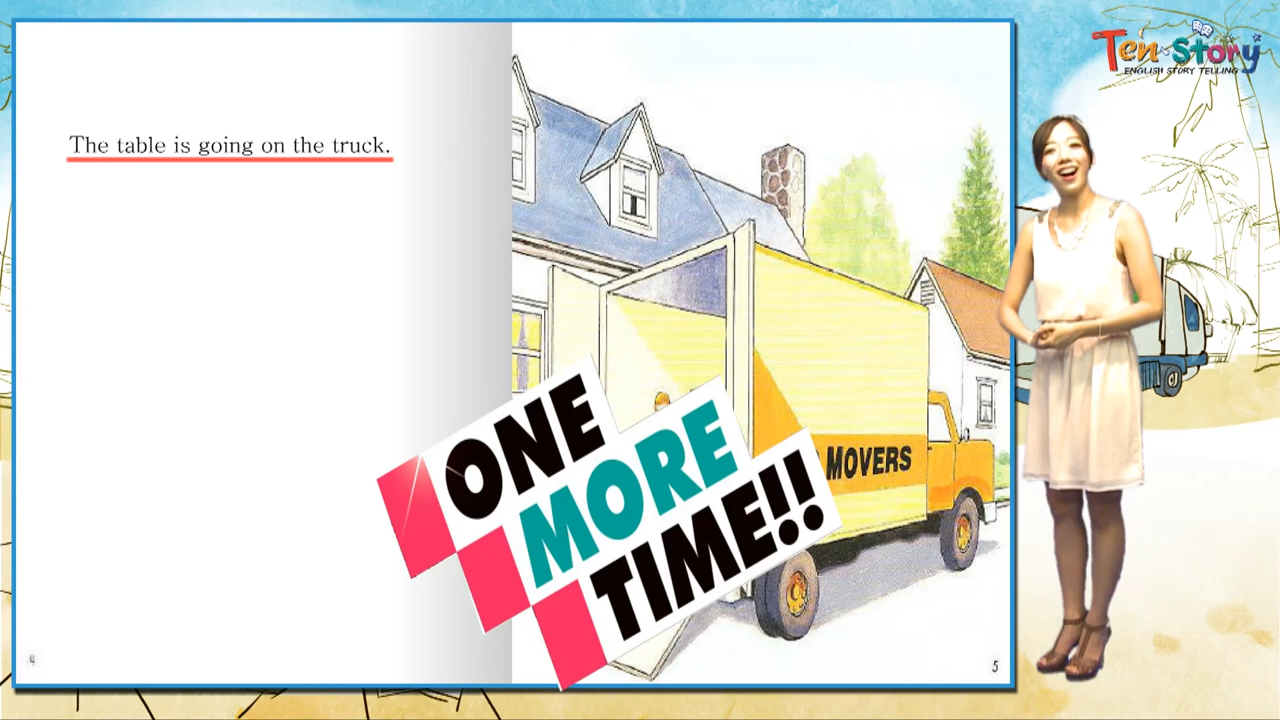 Ten Story
ENGLISH STORY TELLING
The table is going on the truck.
MOVERS
ONE
MORE
TIME!!
4
5